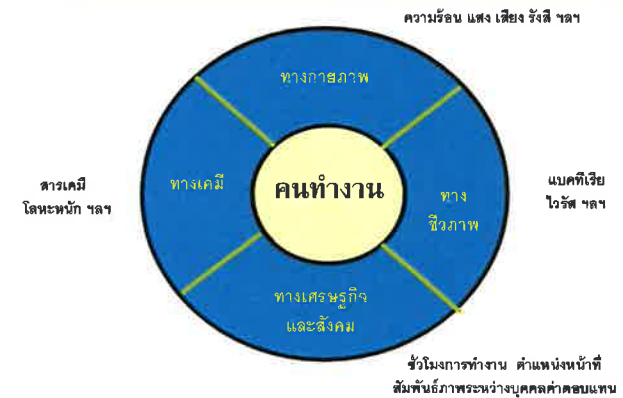 ความร้อน แสง เสียง รังสี ฯลฯ
ทางกายภาพ
สารเคมี
โลหะหนัก ฯลฯ
ทางเคมี
คนทำงาน
ทาง
ชีวภาพ
แบคทีเรีย
ไวรัส ฯลฯ
ทางเศรษฐกิจ
และสังคม
ชั่วโมงการทำงาน ตำแหน่งหน้าที่
สัมพันธ์ภาพระหว่างบุคคลค่าตอบแทน